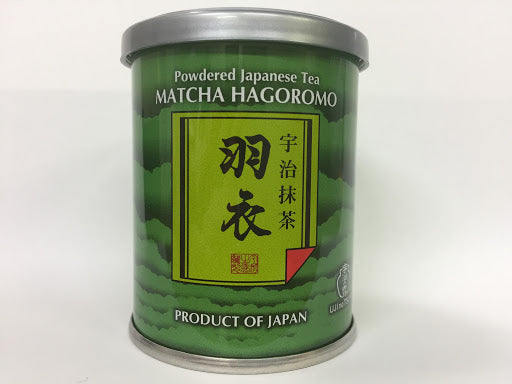 Powdered Japanese Tea
MATCHA HAGOROMO
宇治抹茶
羽衣
PRODUCT OF JAPAN